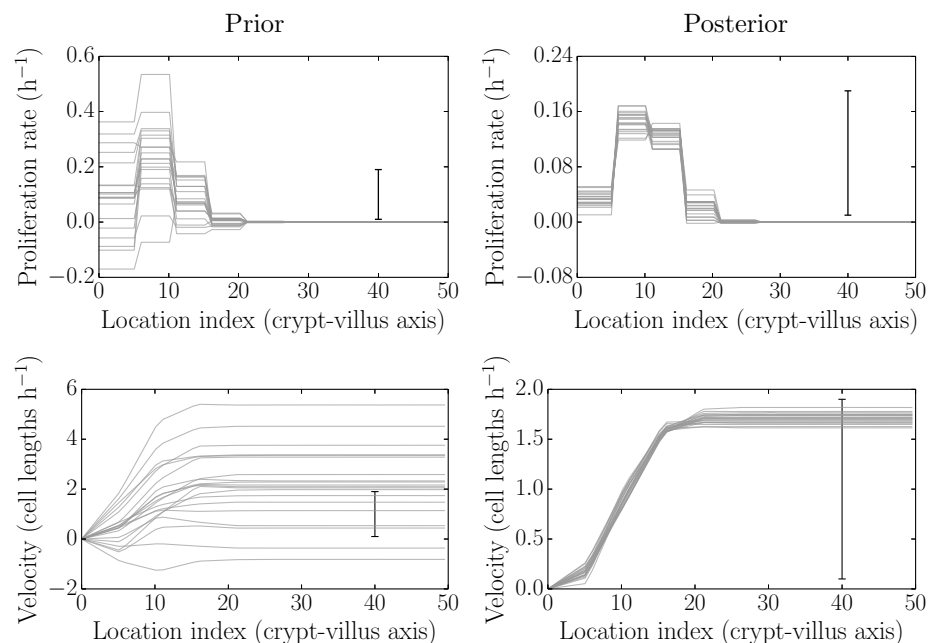 Prior
Posterior
Proliferation rate (h⁻¹)
0.6
0.4
0.2
0.0
−0.2
0 10 20 30 40 50
Location index (crypt-villus axis)
Proliferation rate (h⁻¹)
0.24
0.16
0.08
0.00
−0.08
0 10 20 30 40 50
Location index (crypt-villus axis)
Velocity (cell lengths h⁻¹)
6
4
2
0
−2
0 10 20 30 40 50
Location index (crypt-villus axis)
Velocity (cell lengths h⁻¹)
2.0
1.5
1.0
0.5
0.0
0 10 20 30 40 50
Location index (crypt-villus axis)